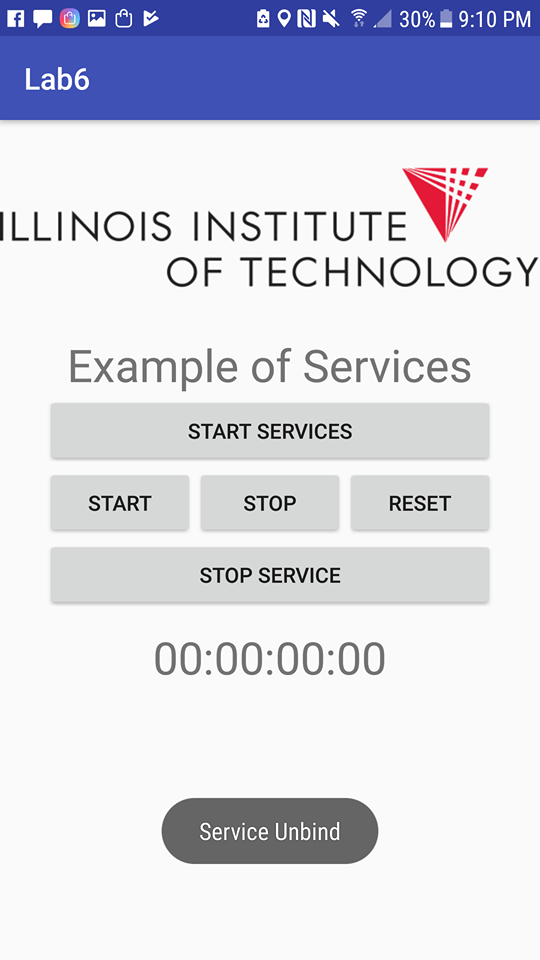 30% 9:10 PM
Lab6
ILLINOIS INSTITUTE
OF TECHNOLOGY
Example of Services
START SERVICES
START STOP RESET
STOP SERVICE
00:00:00:00
Service Unbind